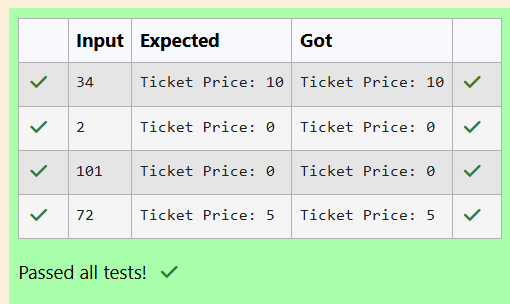 Input Expected Got
34 Ticket Price: 10 Ticket Price: 10
2 Ticket Price: 0 Ticket Price: 0
101 Ticket Price: 0 Ticket Price: 0
72 Ticket Price: 5 Ticket Price: 5
Passed all tests!